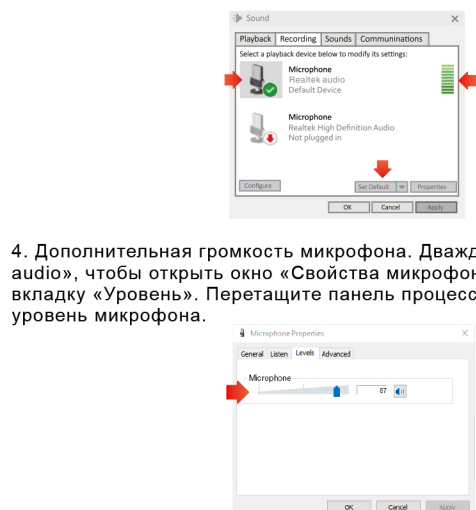 Sound
Playback Recording Sounds Communinations
Select a playback device below to modify its settings:
Microphone
Realtek audio
Default Device
Microphone
Realtek High Definition Audio
Not plugged in
Configure Set Default Properties
OK Cancel Apply
4. Дополнительная громкость микрофона. Дважд
audio», чтобы открыть окно «Свойства микрофон
вкладку «Уровень». Перетащите панель процесс
уровень микрофона.
Microphone Properties
General Listen Levels Advanced
Microphone
87
OK Cancel Apply